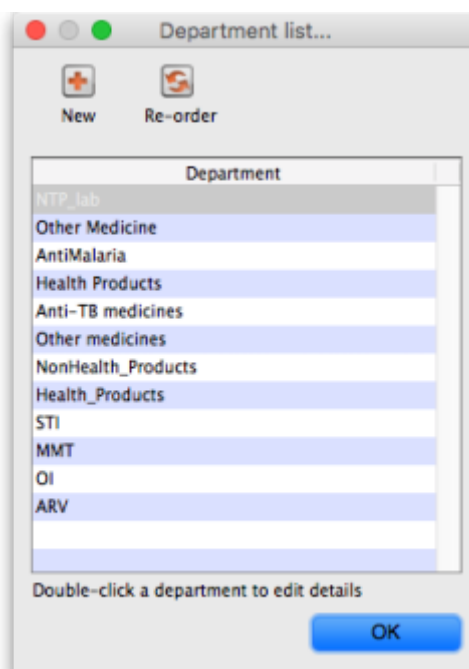 Department list...
New Re-order
Department
NTP_lab
Other Medicine
AntiMalaria
Health Products
Anti-TB medicines
Other medicines
NonHealth_Products
Health_Products
STI
MMT
OI
ARV
Double-click a department to edit details
OK